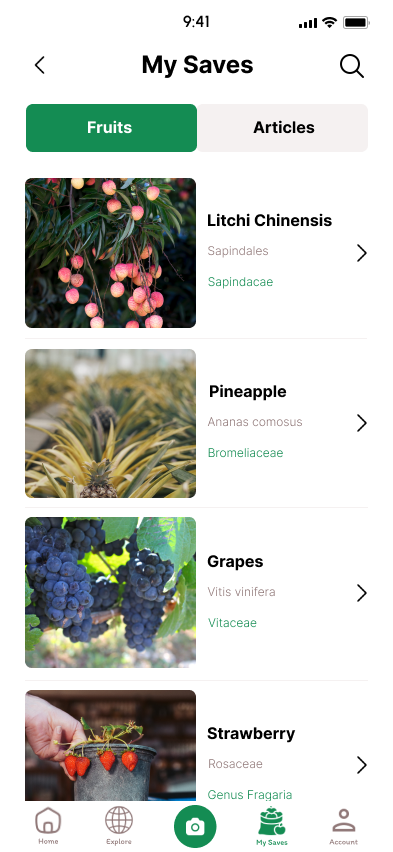 9:41
My Saves
Fruits
Articles
Litchi Chinensis
Sapindales
Sapindacae
Pineapple
Ananas comosus
Bromeliaceae
Grapes
Vitis vinifera
Vitaceae
Strawberry
Rosaceae
Genus Fragaria
Home
Explore
My Saves
Account